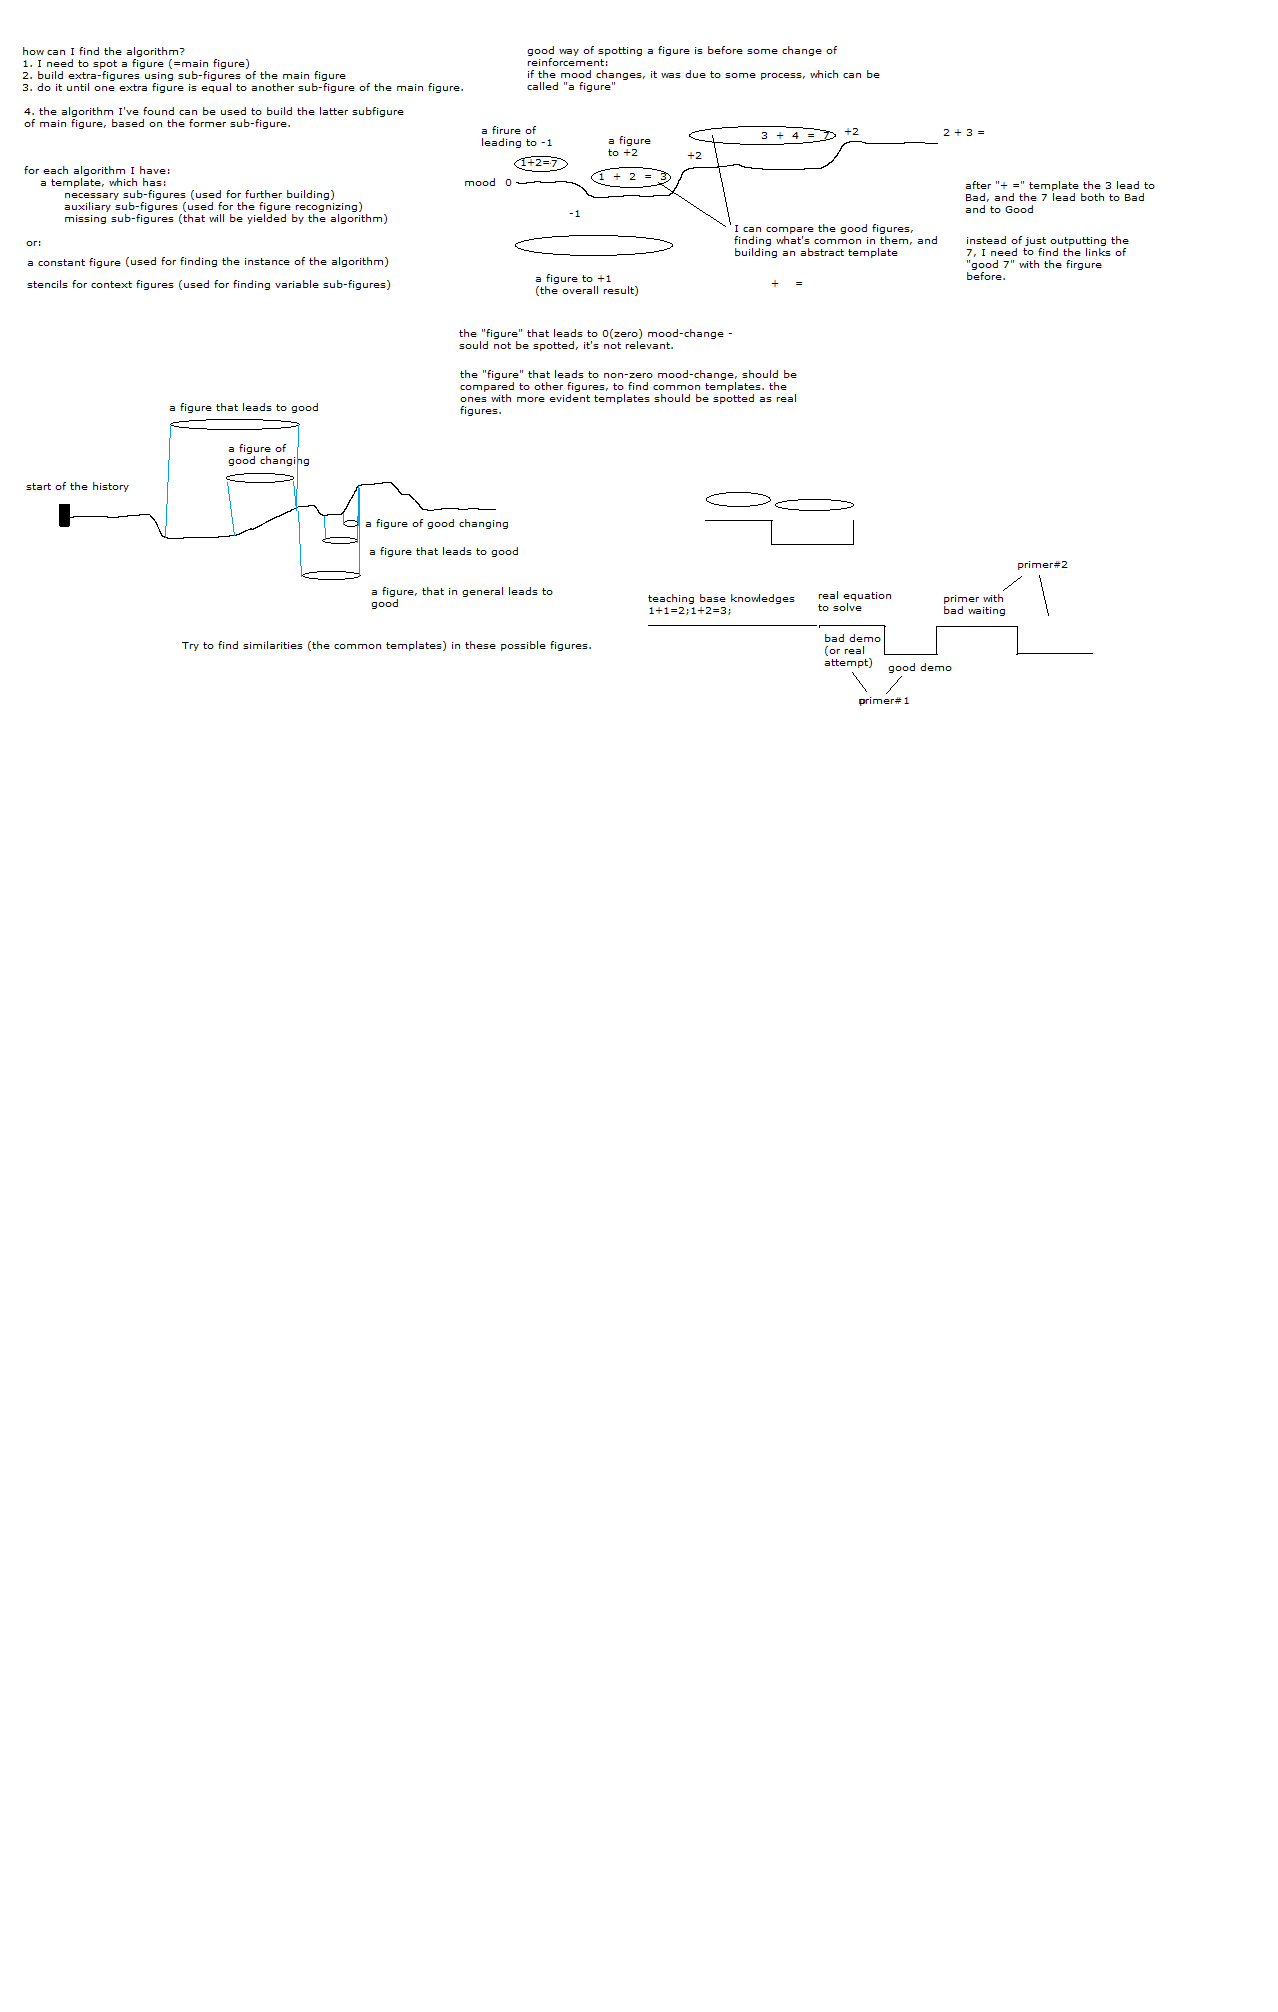 how can I find the algorithm?
1. I need to spot a figure (=main figure)
2. build extra-figures using sub-figures of the main figure
3. do it until one extra figure is equal to another sub-figure of the main figure.
4. the algorithm I've found can be used to build the latter subfigure
of main figure, based on the former sub-figure.
for each algorithm I have:
a template, which has:
necessary sub-figures (used for further building)
auxiliary sub-figures (used for the figure recognizing)
missing sub-figures (that will be yielded by the algorithm)
or:
a constant figure (used for finding the instance of the algorithm)
stencils for context figures (used for finding variable sub-figures)
good way of spotting a figure is before some change of
reinforcement:
if the mood changes, it was due to some process, which can be
called "a figure"
a firure of
leading to -1
1+2=7
a figure
to +2
1 + 2 = 3
mood 0
-1
+2
3 + 4 = 7
+2
2 + 3 =
I can compare the good figures,
finding what's common in them, and
building an abstract template
+ =
a figure to +1
(the overall result)
after "+ =" template the 3 lead to
Bad, and the 7 lead both to Bad
and to Good
instead of just outputting the
7, I need to find the links of
"good 7" with the firgure
before.
the "figure" that leads to 0(zero) mood-change -
sould not be spotted, it's not relevant.
the "figure" that leads to non-zero mood-change, should be
compared to other figures, to find common templates. the
ones with more evident templates should be spotted as real
figures.
a figure that leads to good
a figure of
good changing
start of the history
a figure of good changing
a figure that leads to good
a figure, that in general leads to
good
Try to find similarities (the common templates) in these possible figures.
teaching base knowledges
1+1=2;1+2=3;
real equation
to solve
bad demo
(or real
attempt)
good demo
primer#1
primer with
bad waiting
primer#2